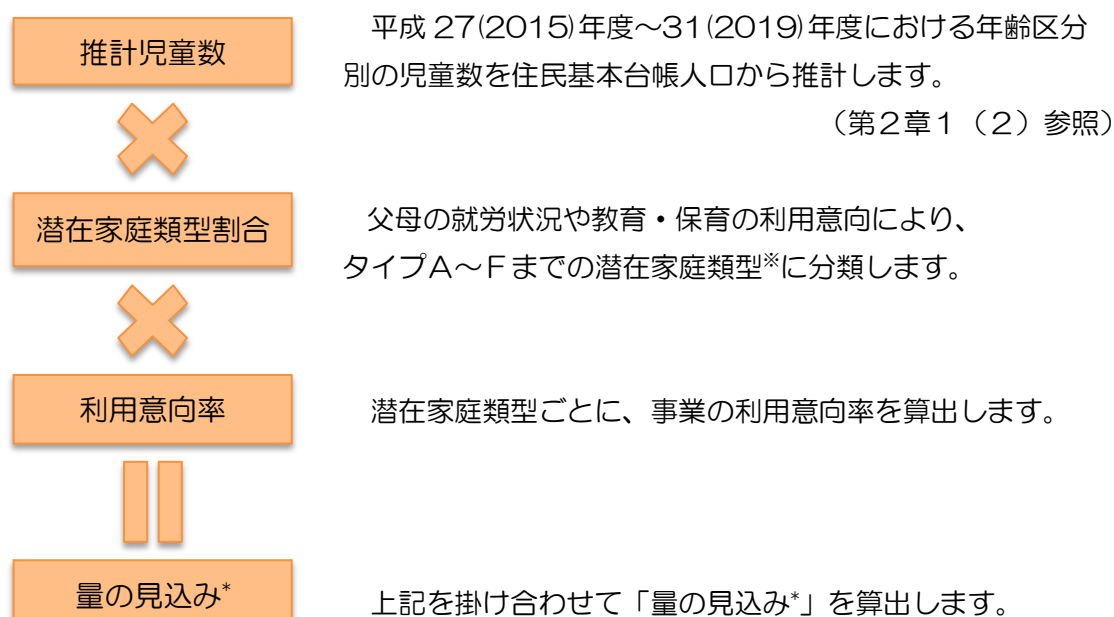 推計児童数
平成 27(2015)年度～31(2019)年度における年齢区分
別の児童数を住民基本台帳人口から推計します。
（第２章１（２）参照）
潜在家庭類型割合
父母の就労状況や教育・保育の利用意向により、
タイプＡ～Ｆまでの潜在家庭類型※に分類します。
利用意向率
潜在家庭類型ごとに、事業の利用意向率を算出します。
量の見込み*
上記を掛け合わせて「量の見込み*」を算出します。